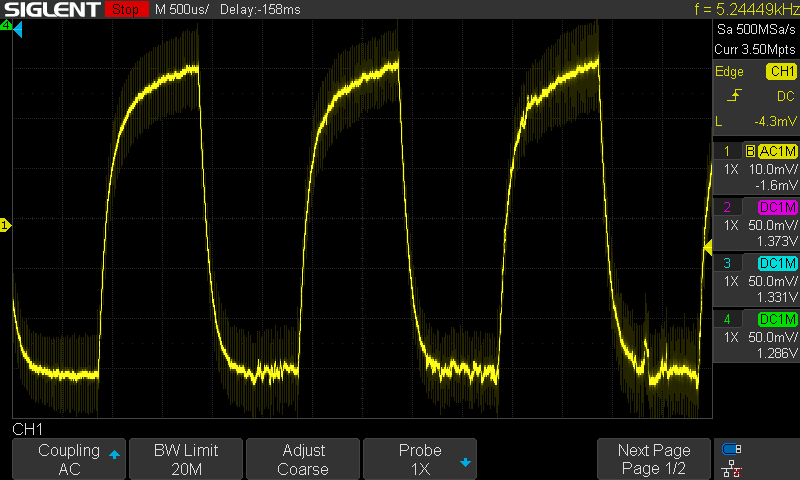 SIGLENT Stop M 500us/ Delay:-158ms f = 5.24449kHz
Sa 500MSa/s
Curr 3.50Mpts
Edge CH1
DC
L -4.3mV
1 B AC1M
1X 10.0mV/
-1.6mV
2 DC1M
1X 50.0mV/
1.373V
3 DC1M
1X 50.0mV/
1.331V
4 DC1M
1X 50.0mV/
1.286V
4
1
CH1
Coupling
AC
BW Limit
20M
Adjust
Coarse
Probe
1X
Next Page
Page 1/2